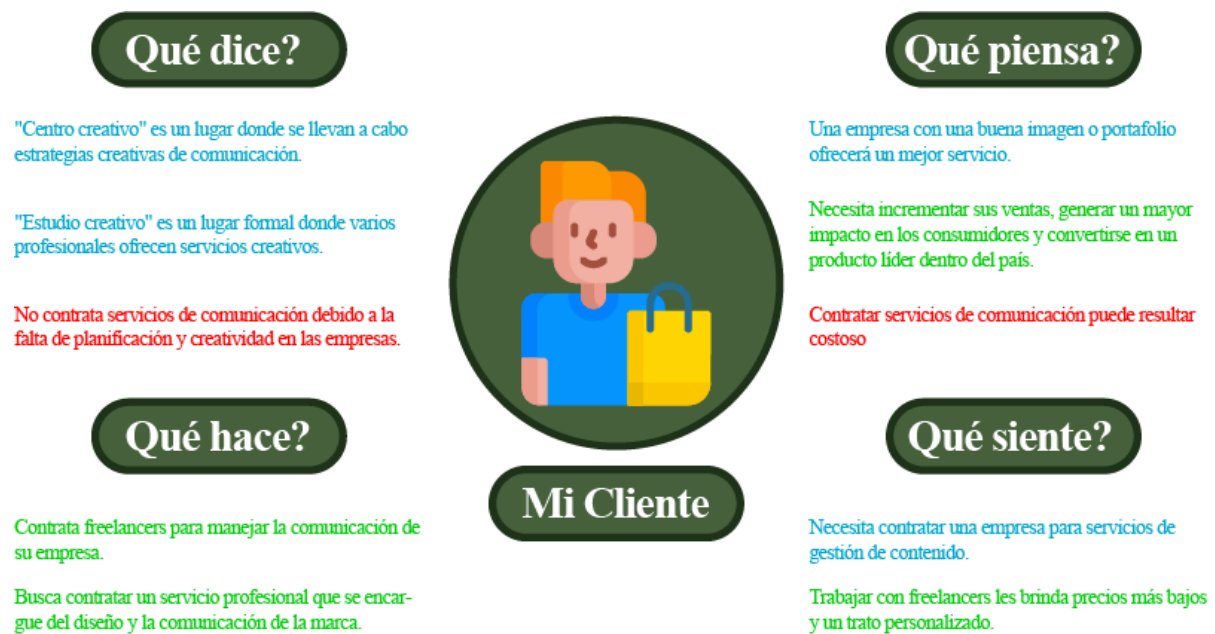 Qué dice?
"Centro creativo" es un lugar donde se llevan a cabo
estrategias creativas de comunicación.
"Estudio creativo" es un lugar formal donde varios
profesionales ofrecen servicios creativos.
No contrata servicios de comunicación debido a la
falta de planificación y creatividad en las empresas.
Qué piensa?
Una empresa con una buena imagen o portafolio
ofrecerá un mejor servicio.
Necesita incrementar sus ventas, generar un mayor
impacto en los consumidores y convertirse en un
producto líder dentro del país.
Contratar servicios de comunicación puede resultar
costoso
Mi Cliente
Qué hace?
Contrata freelancers para manejar la comunicación de
su empresa.
Busca contratar un servicio profesional que se encar-
gue del diseño y la comunicación de la marca.
Qué siente?
Necesita contratar una empresa para servicios de
gestión de contenido.
Trabajar con freelancers les brinda precios más bajos
y un trato personalizado.